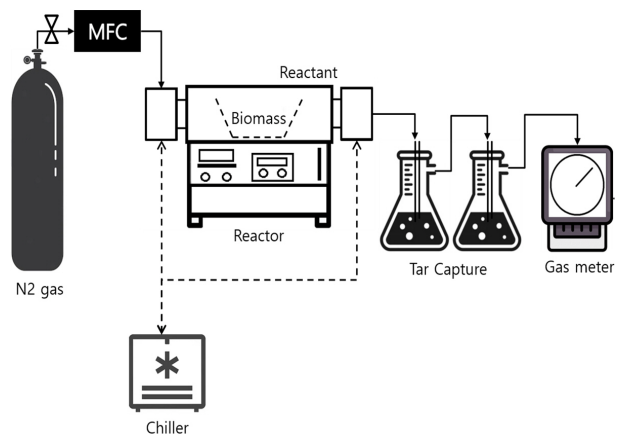 MFC
Reactant
Biomass
Reactor
Tar Capture
Gas meter
N2 gas
Chiller